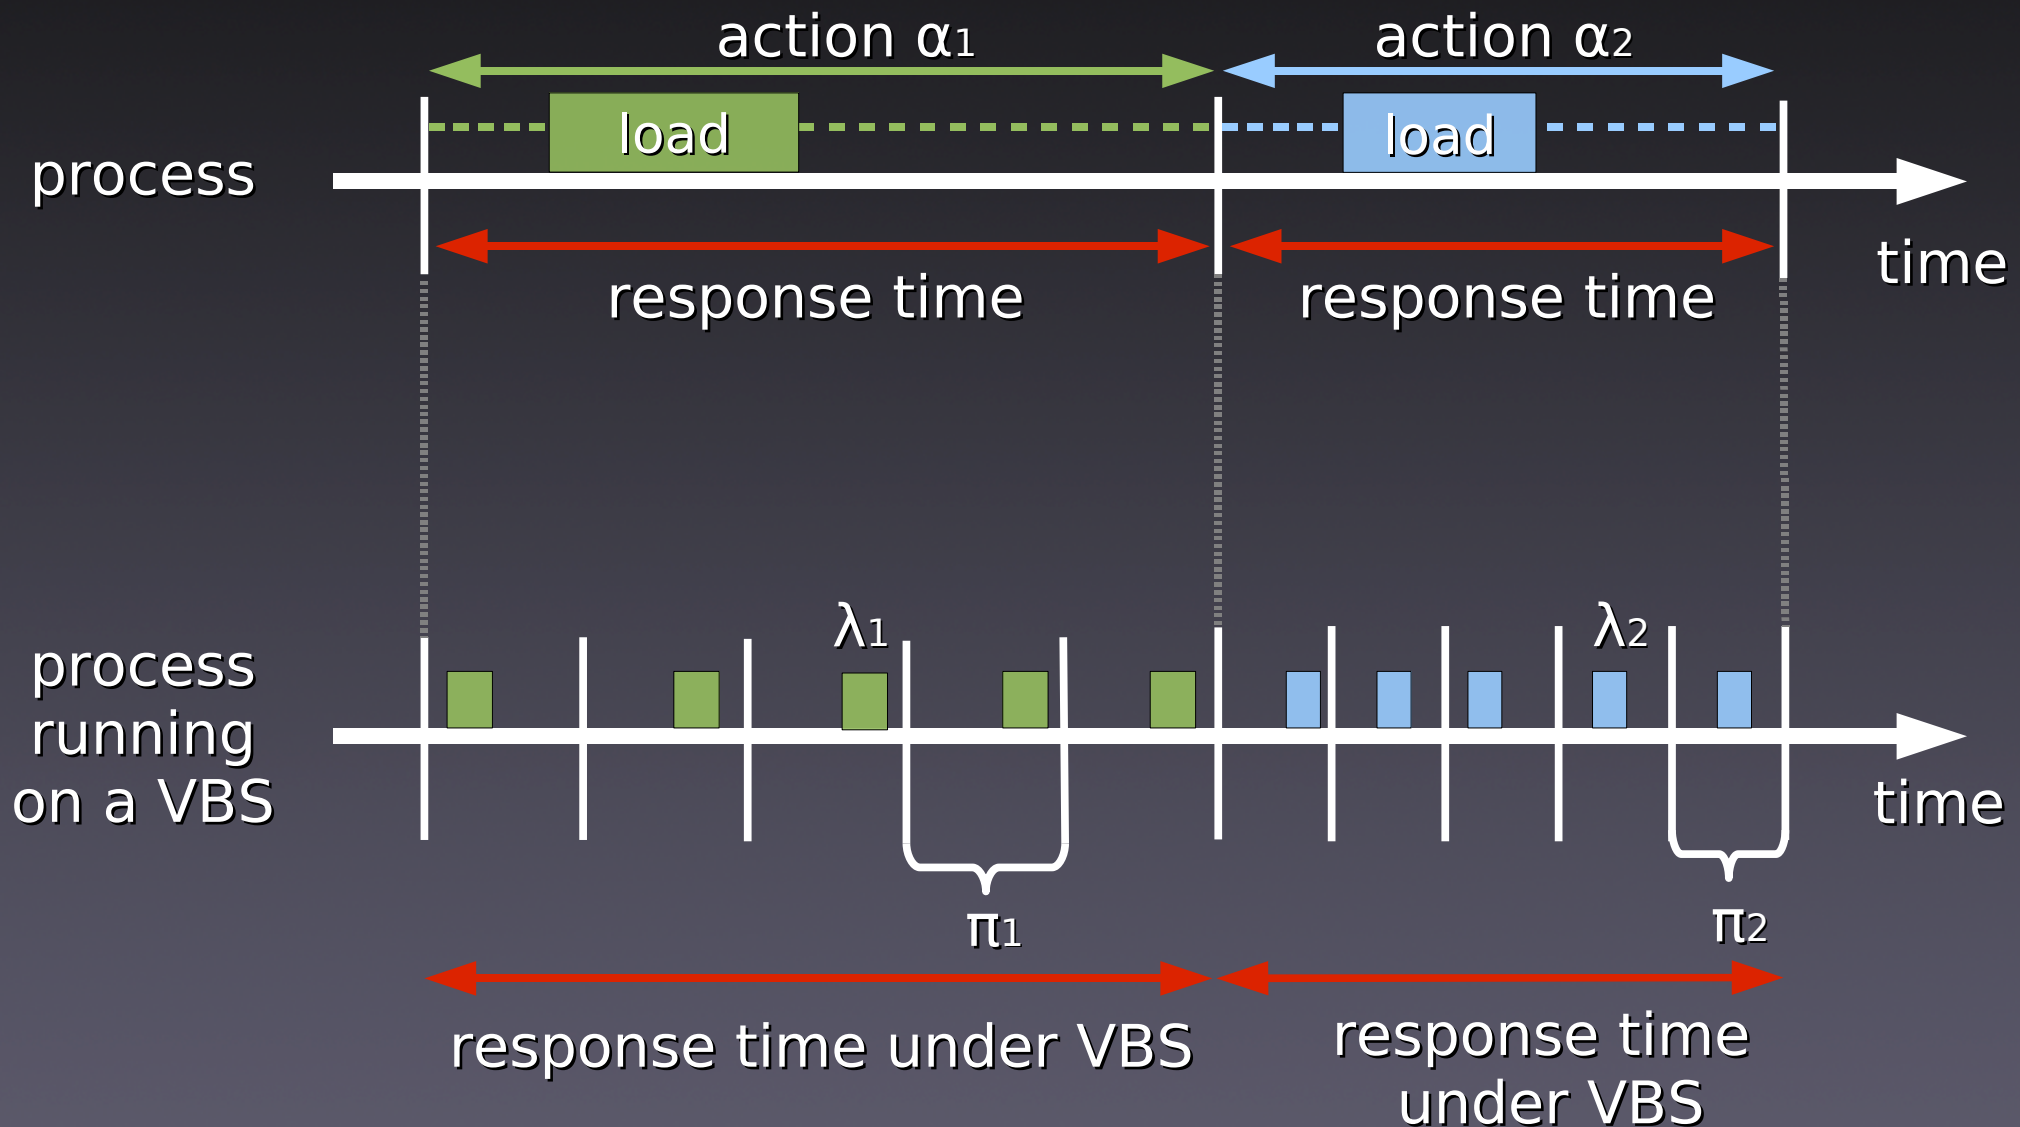 action α1
action α2
load
load
process
time
response time
response time
λ1
λ2
process
running
on a VBS
time
π1
π2
response time under VBS
response time
under VBS